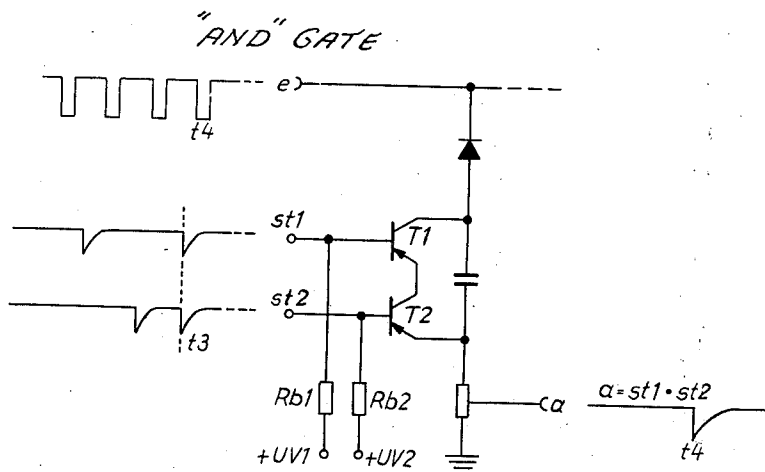 "AND" GATE
e
t4
st1
T1
st2
T2
t3
Rb1
Rb2
a
a = st1 • st2
t4
+UV1
+UV2